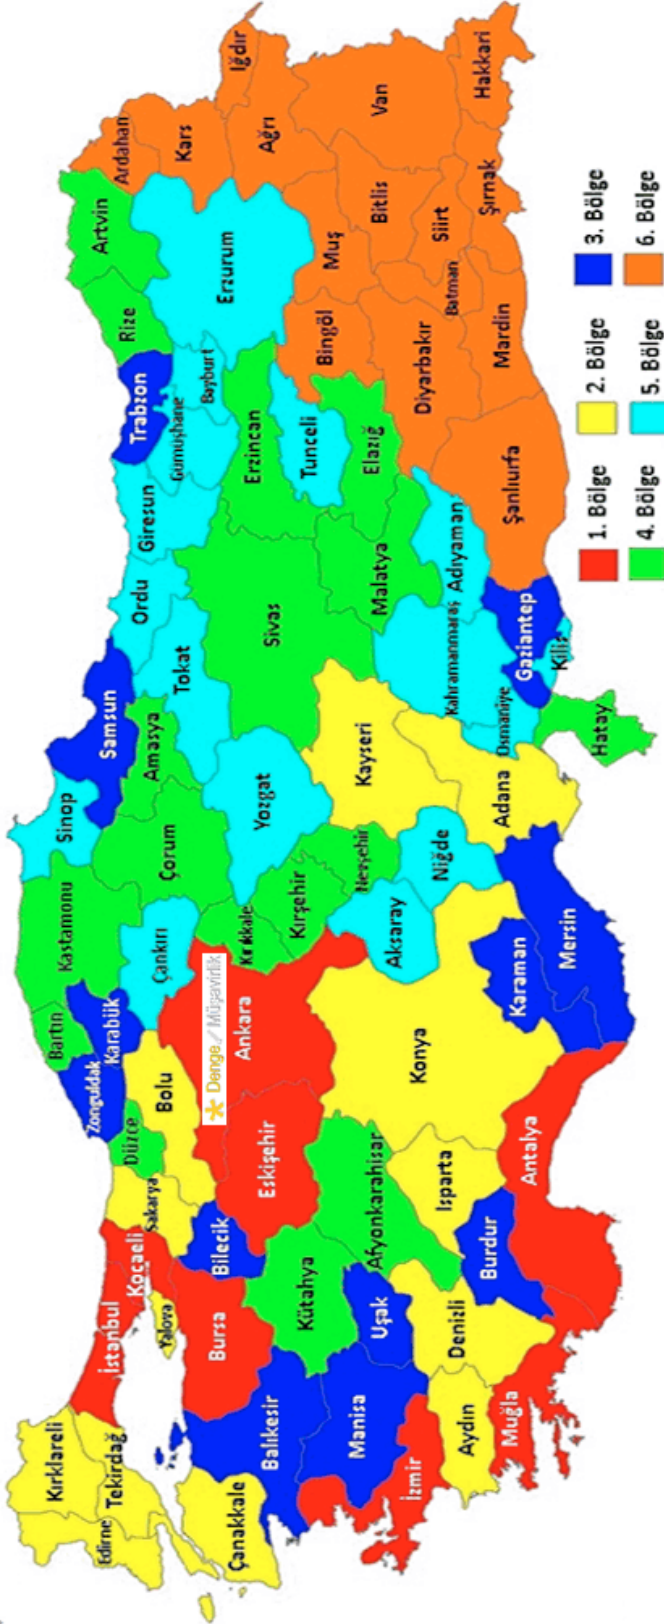 Kırklareli
Edirne
Tekirdağ
İstanbul
Kocaeli
Yalova
Sakarya
Düzce
Zonguldak
Bartın
Karabük
Kastamonu
Sinop
Samsun
Ordu
Giresun
Trabzon
Rize
Artvin
Ardahan
Kars
Iğdır
Ağrı
Erzurum
Bayburt
Gümüşhane
Tokat
Amasya
Çorum
Çankırı
Bolu
Bilecik
Bursa
Çanakkale
Balıkesir
Kütahya
Eskişehir
Ankara
Denge / Müşavirlik
Kırıkkale
Kırşehir
Yozgat
Sivas
Erzincan
Tunceli
Bingöl
Muş
Bitlis
Van
Hakkari
Şırnak
Siirt
Batman
Diyarbakır
Elazığ
Malatya
Kayseri
Nevşehir
Aksaray
Niğde
Konya
Afyonkarahisar
Uşak
Manisa
İzmir
Aydın
Denizli
Isparta
Burdur
Muğla
Antalya
Karaman
Mersin
Adana
Osmaniye
Kahramanmaraş
Adıyaman
Gaziantep
Kilis
Hatay
Şanlıurfa
Mardin
1. Bölge
2. Bölge
3. Bölge
4. Bölge
5. Bölge
6. Bölge